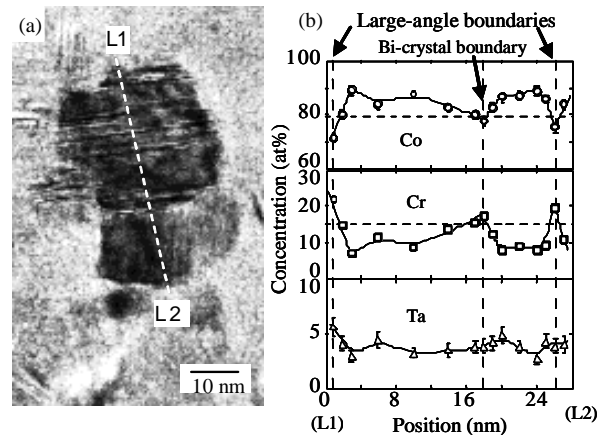 (a)
L1
L2
10 nm
(b)
Large-angle boundaries
Bi-crystal boundary
Concentration (at%)
100
80
60
Co
30
20
10
Cr
10
5
0
Ta
0
8
16
24
(L1)
Position (nm)
(L2)